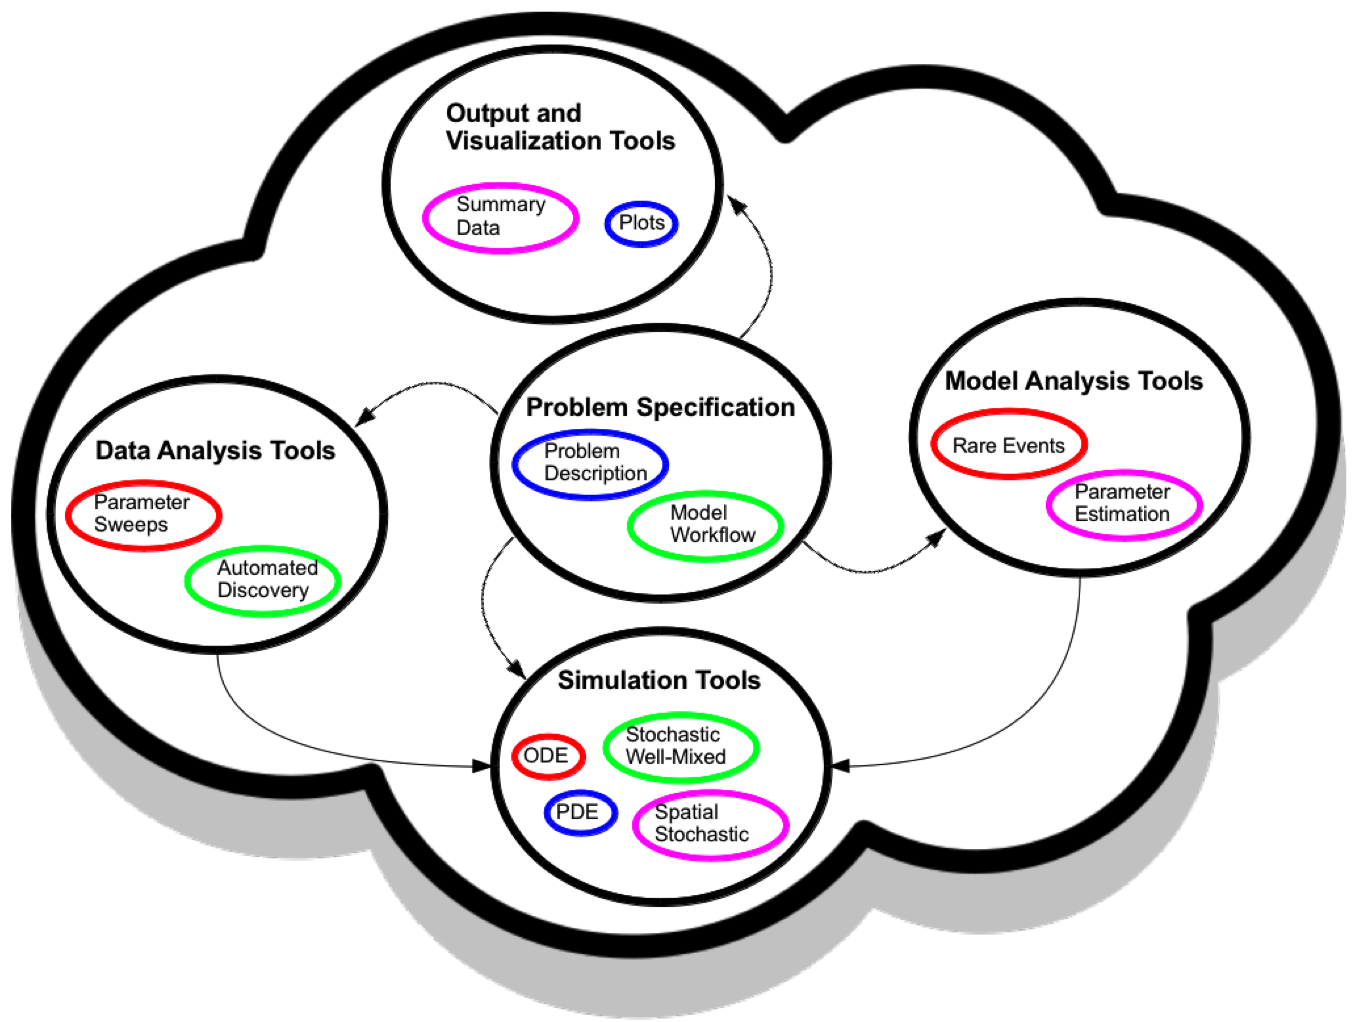 Output and
Visualization Tools
Summary
Data
Plots
Problem Specification
Problem
Description
Model
Workflow
Model Analysis Tools
Rare Events
Parameter
Estimation
Data Analysis Tools
Parameter
Sweeps
Automated
Discovery
Simulation Tools
ODE
Stochastic
Well-Mixed
PDE
Spatial
Stochastic